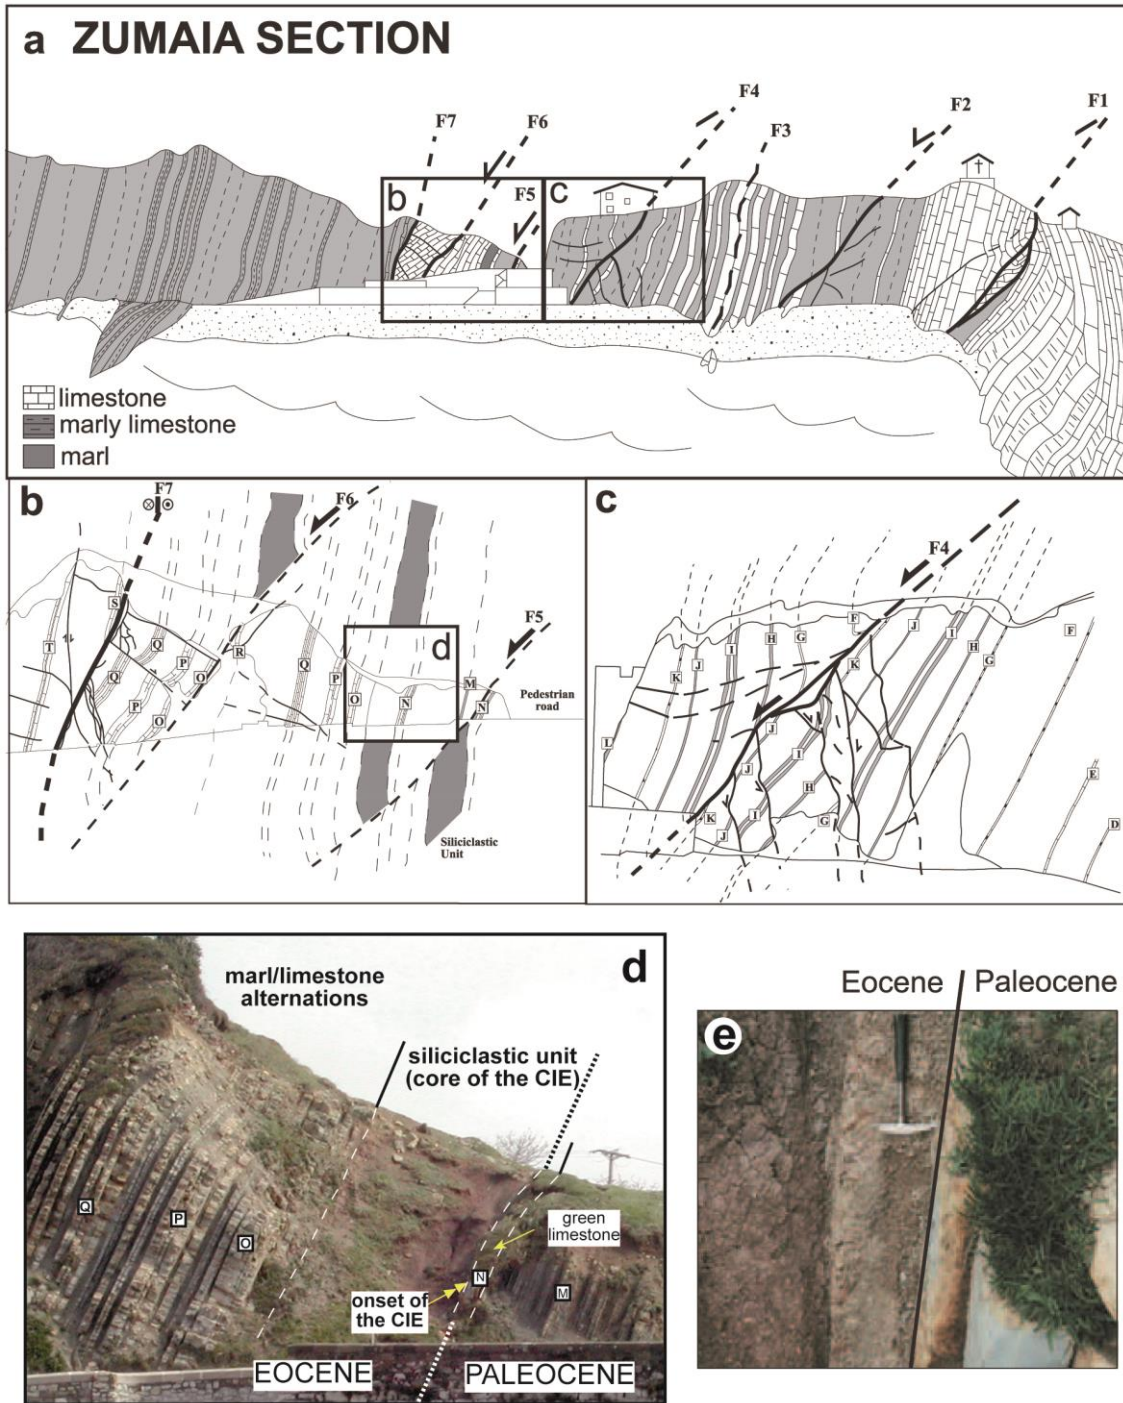 a ZUMAIA SECTION
F7
F6
F5
F4
F3
F2
F1
b
c
limestone
marly limestone
marl
b
F7
F6
F5
S
T
Q
P
O
R
Q
P
O
Q
P
O
N
M
N
d
Pedestrian
road
Siliciclastic
Unit
c
F4
F
J
I
H
G
K
J
I
H
G
F
K
L
J
J
I
H
G
K
J
I
E
D
d
marl/limestone
alternations
siliciclastic unit
(core of the CIE)
green
limestone
Q
P
O
N
M
onset of
the CIE
EOCENE
PALEOCENE
e
Eocene
Paleocene